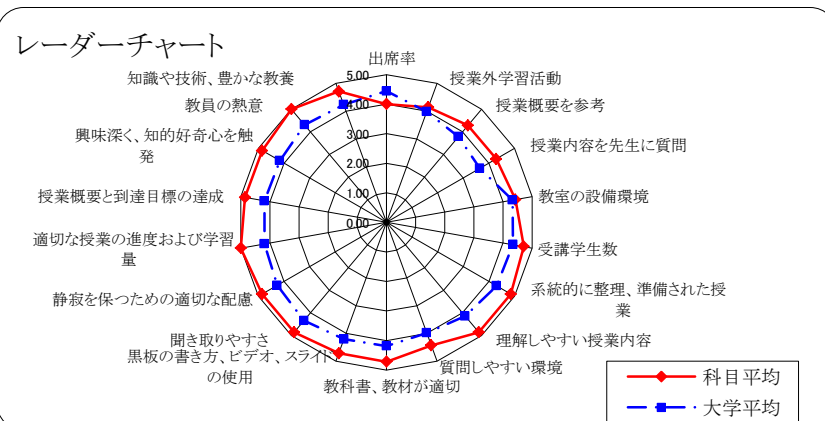 レーダーチャート
出席率
授業外学習活動
授業概要を参考
授業内容を先生に質問
教室の設備環境
受講学生数
系統的に整理、準備された授
業
理解しやすい授業内容
質問しやすい環境
教科書、教材が適切
黒板の書き方、ビデオ、スライド
の使用
聞き取りやすさ
静寂を保つための適切な配慮
適切な授業の進度および学習
量
授業概要と到達目標の達成
興味深く、知的好奇心を触
発
教員の熱意
知識や技術、豊かな教養
5.00
4.00
3.00
2.00
1.00
0.00
科目平均
大学平均